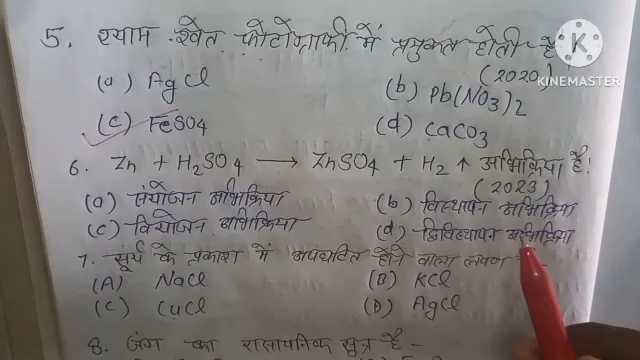 5. श्याम श्वेत फोटोग्राफी में प्रयुक्त होती है
(2020)
(a) AgCl (b) Pb(NO3)2
(c) FeSO4 (d) CaCO3
6. Zn + H2SO4 → ZnSO4 + H2 ↑ अभिक्रिया है।
(2023)
(a) संयोजन अभिक्रिया (b) विस्थापन अभिक्रिया
(c) वियोजन अभिक्रिया (d) द्विविस्थापन अभिक्रिया
7. सूर्य के प्रकाश में अपघटित होने वाला लवण है-
(A) NaCl (B) KCl
(C) CuCl (D) AgCl
8. जंग का रासायनिक सूत्र है-
K
KINEMASTER